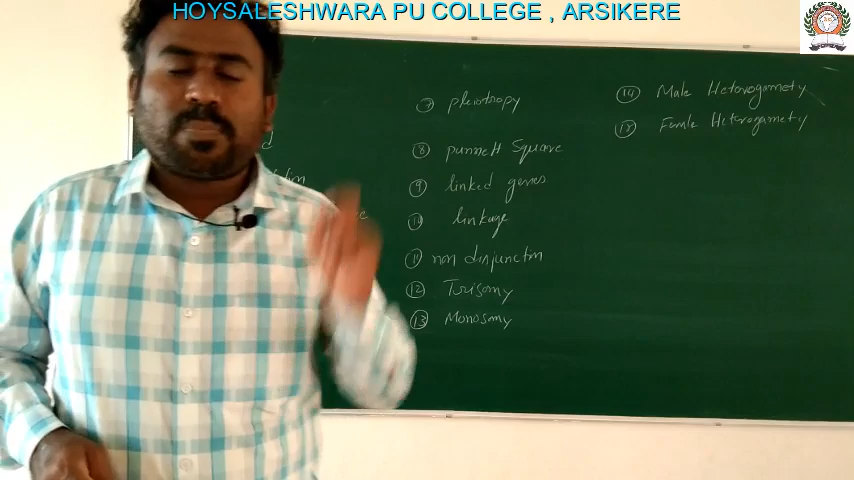 HOYSALESHWARA PU COLLEGE , ARSIKERE
7 pleiotropy
8 punnett Square
9 linked genes
10 linkage
11 non disjunction
12 Torisomy
13 Monosomy
14 Male Heterogamety
15 Female Heterogamety